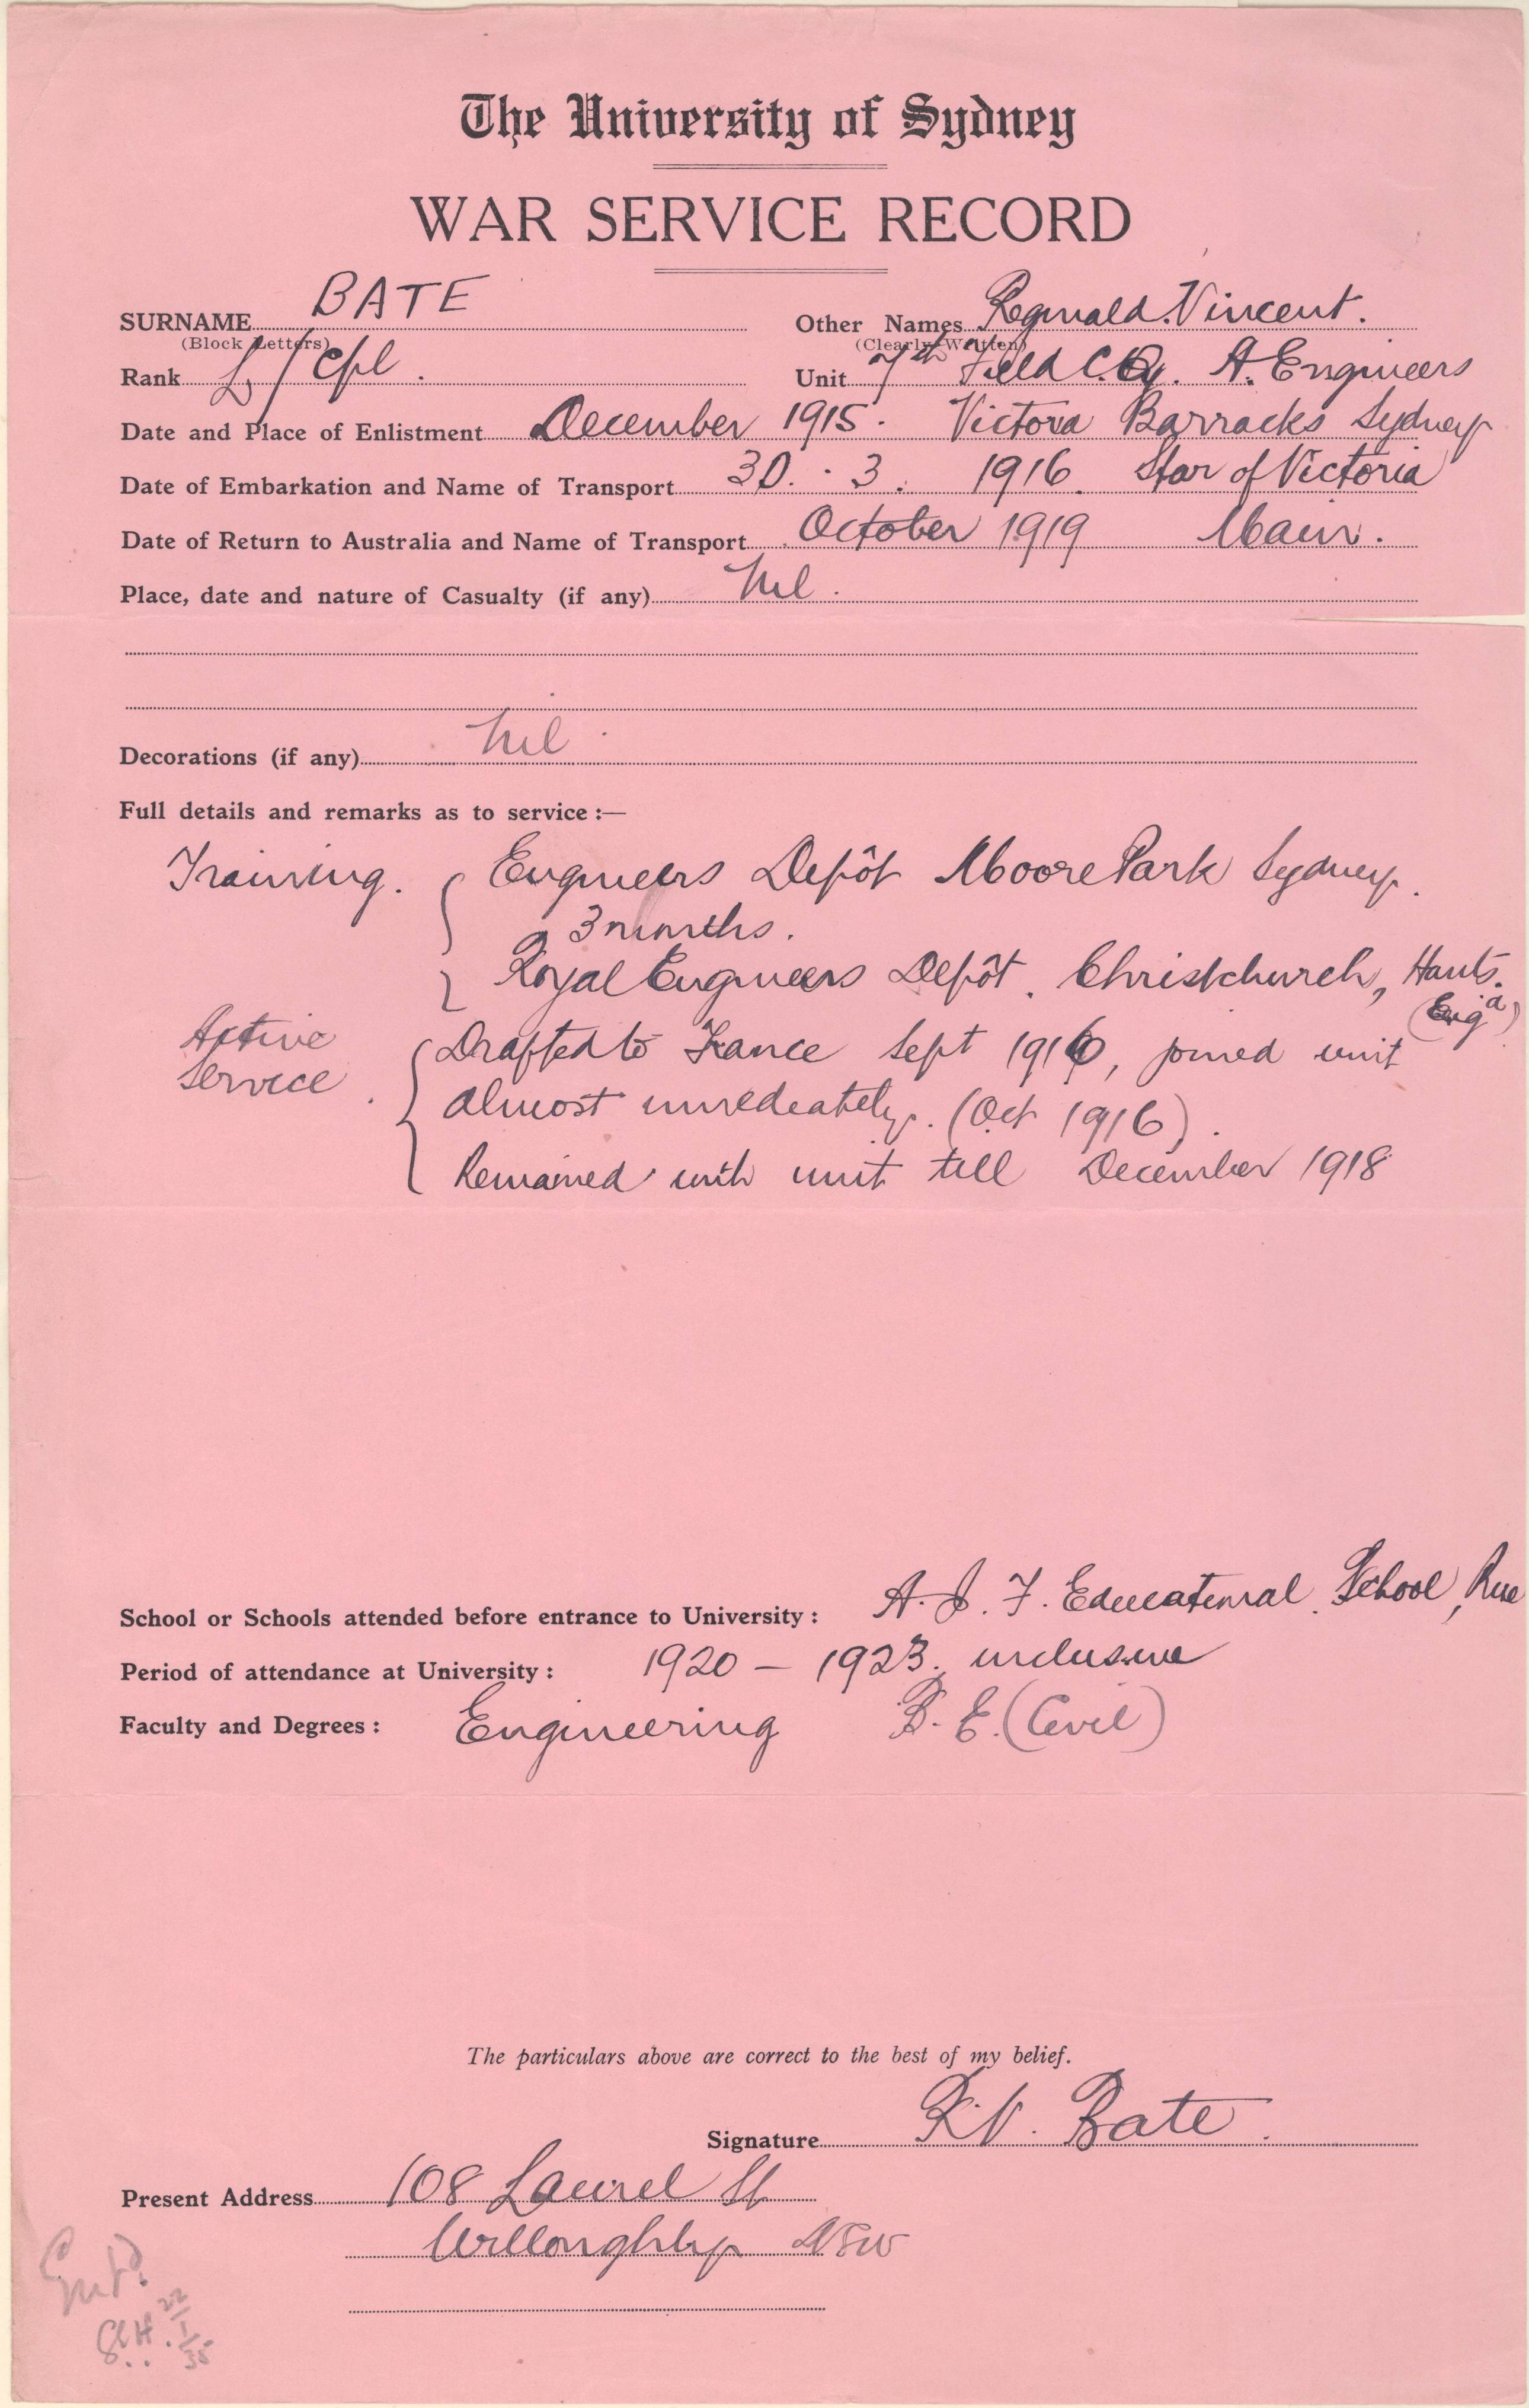 The University of Sydney
WAR SERVICE RECORD
SURNAME BATE Other Names Reginald Vincent.
(Block Letters) (Clearly Written)
Rank L/Cpl. Unit 7th Field Coy. A. Engineers
Date and Place of Enlistment December 1915. Victoria Barracks Sydney
Date of Embarkation and Name of Transport 30. . 3. 1916. Star of Victoria
Date of Return to Australia and Name of Transport October 1919 Main.
Place, date and nature of Casualty (if any) Nil.
Decorations (if any) Nil.
Full details and remarks as to service:—
Training. Engineers Depôt Moore Park Sydney.
3 months.
Royal Engineers Depôt. Christchurch, Hants.
(Engd)
Active Drafted to France Sept 1916, joined unit
Service. almost immediately. (Oct 1916).
Remained with unit till December 1918
School or Schools attended before entrance to University: A. I. F. Educational School, Rue
Period of attendance at University: 1920 – 1923. inclusive
Faculty and Degrees: Engineering B. E. (Civil)
The particulars above are correct to the best of my belief.
Signature R.V. Bate.
Present Address 108 Laurel St
Willoughby NSW
22/1/35